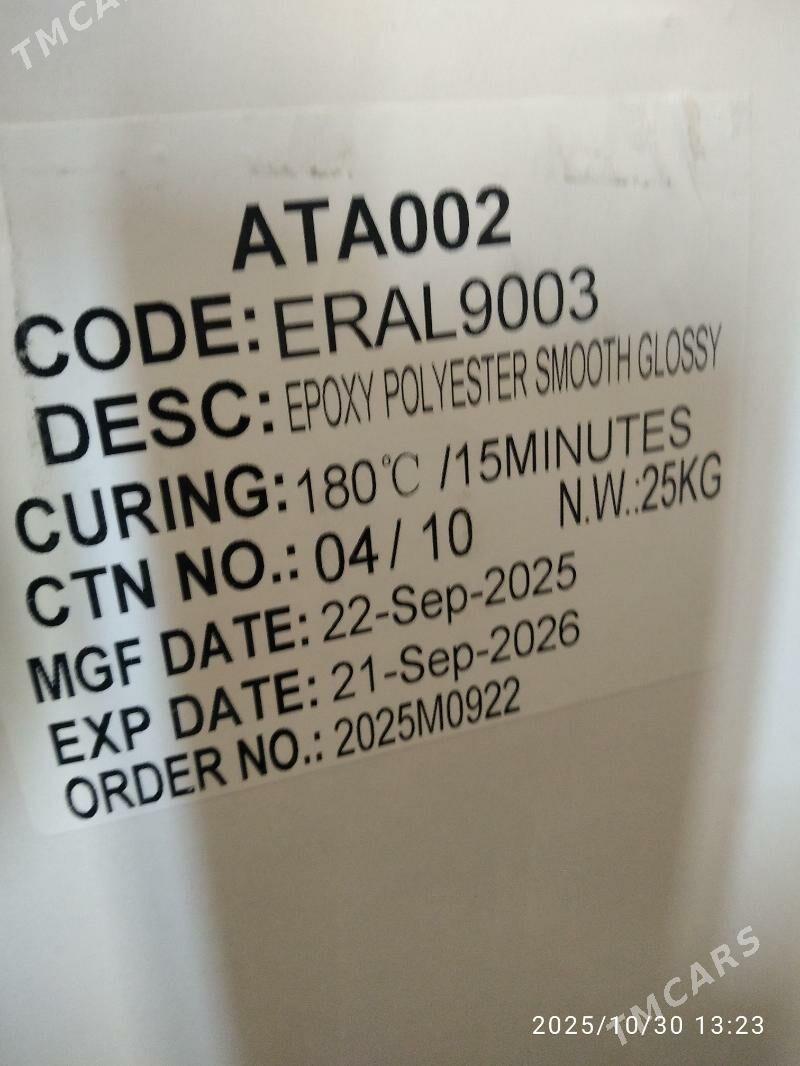 TMCARS
ATA002
CODE: ERAL9003
DESC: EPOXY POLYESTER SMOOTH GLOSSY
CURING: 180℃ /15MINUTES
CTN NO.: 04/ 10 N.W.:25KG
MGF DATE: 22-Sep-2025
EXP DATE: 21-Sep-2026
ORDER NO.: 2025M0922
TMCARS
2025/10/30 13:23